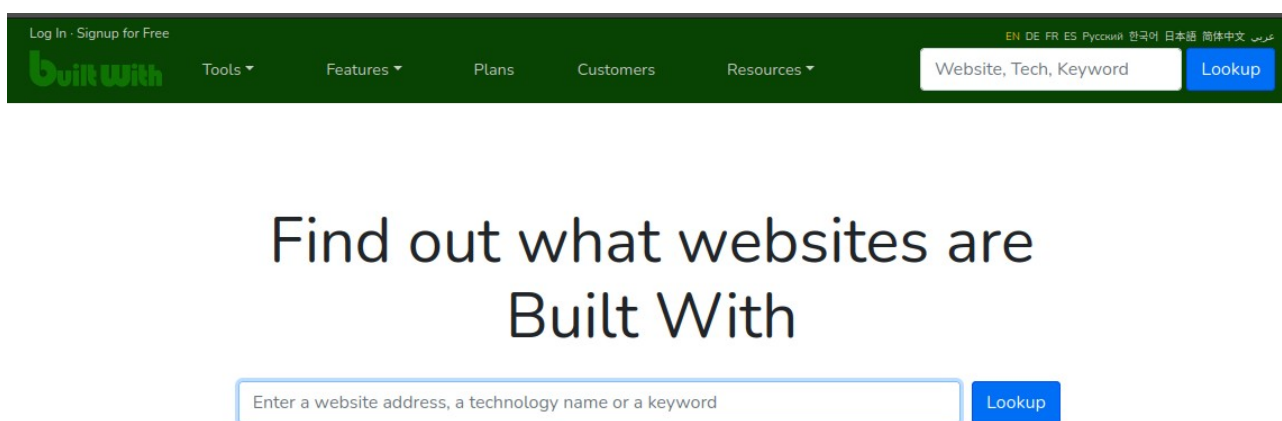 Log In · Signup for Free
EN DE FR ES Русский 한국어 日本語 简体中文 عربي
built With Tools Features Plans Customers Resources Website, Tech, Keyword Lookup
Find out what websites are
Built With
Enter a website address, a technology name or a keyword Lookup